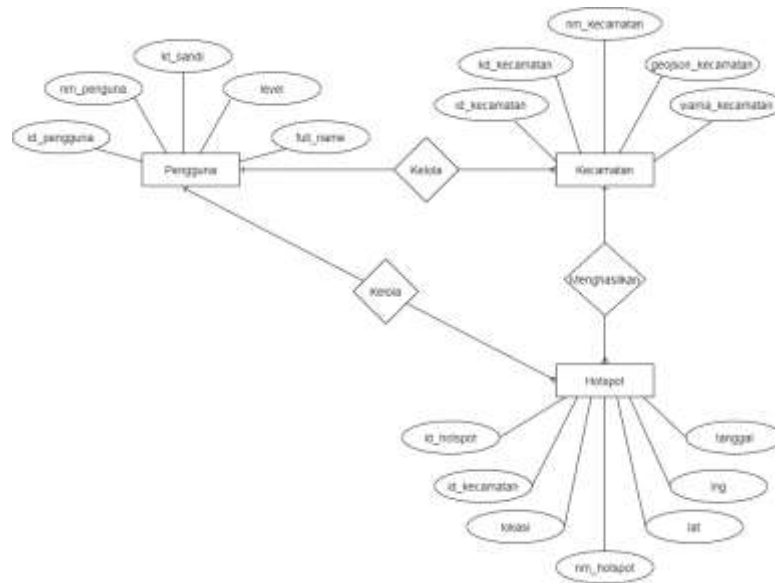 nm_kecamatan
kt_sandi
kd_kecamatan
geojson_kecamatan
nm_penguna
level
id_kecamatan
warna_kecamatan
id_pengguna
full_name
Pengguna
Kelola
Kecamatan
Kelola
Menghasilkan
Hotspot
id_hotspot
tanggal
id_kecamatan
lng
lokasi
lat
nm_hotspot